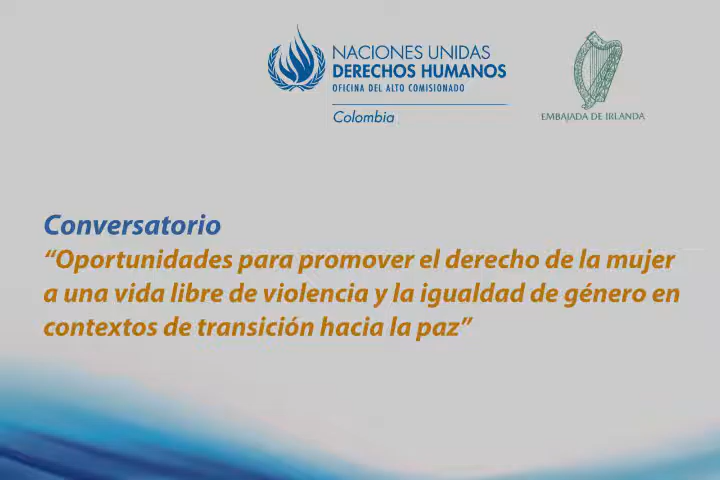 NACIONES UNIDAS
DERECHOS HUMANOS
OFICINA DEL ALTO COMISIONADO
Colombia
EMBAJADA DE IRLANDA
Conversatorio
“Oportunidades para promover el derecho de la mujer
a una vida libre de violencia y la igualdad de género en
contextos de transición hacia la paz”